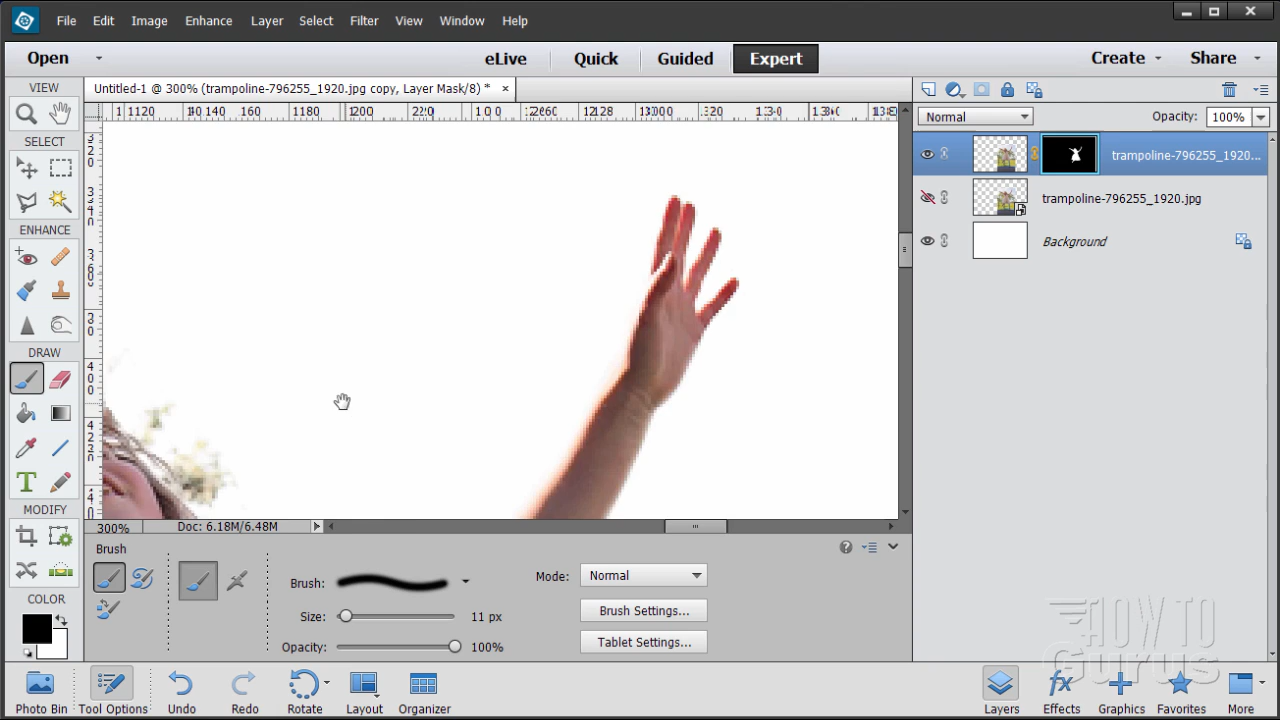 File Edit Image Enhance Layer Select Filter View Window Help
Open
eLive Quick Guided Expert
Create Share
VIEW
SELECT
ENHANCE
DRAW
MODIFY
COLOR
Untitled-1 @ 300% (trampoline-796255_1920.jpg copy, Layer Mask/8) *
300%
Doc: 6.18M/6.48M
Brush
Brush:
Size: 11 px
Opacity: 100%
Mode: Normal
Brush Settings...
Tablet Settings...
Normal
Opacity: 100%
trampoline-796255_1920...
trampoline-796255_1920.jpg
Background
HOW TO
Gurus
Photo Bin Tool Options Undo Redo Rotate Layout Organizer
Layers Effects Graphics Favorites More